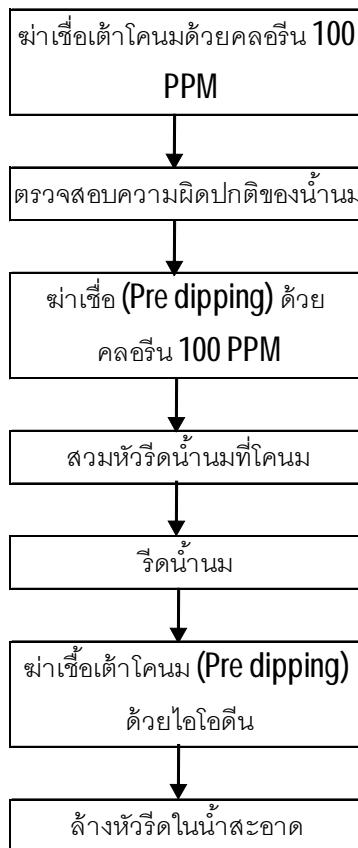 ฆ่าเชื่อเต้าโคนมด้วยคลอรีน 100
PPM
ตรวจสอบความผิดปกติของน้ำนม
ฆ่าเชื่อ (Pre dipping) ด้วย
คลอรีน 100 PPM
สวมหัวรีดน้ำนมที่โคนม
รีดน้ำนม
ฆ่าเชื้อเต้าโคนม (Pre dipping)
ด้วยไอโอดีน
ล้างหัวรีดในน้ำสะอาด